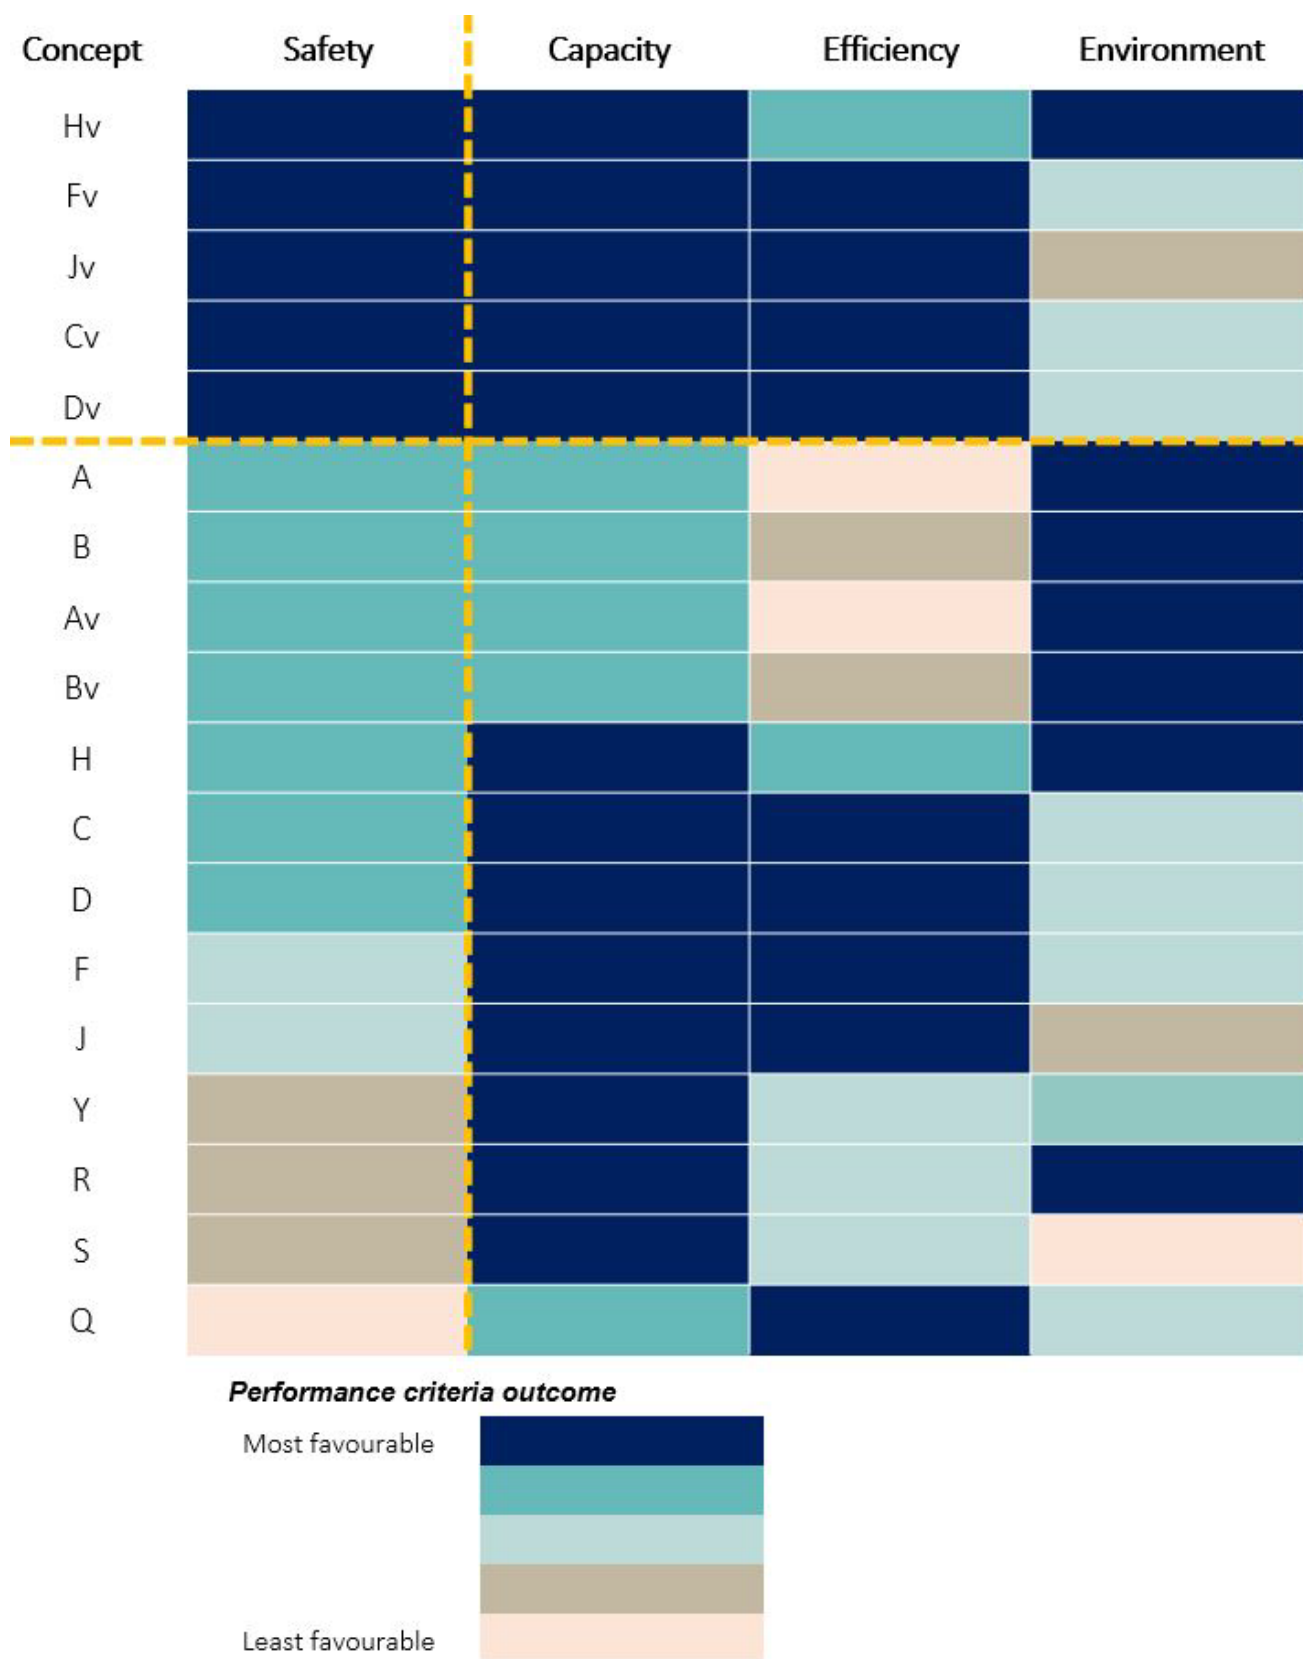 Concept Safety Capacity Efficiency Environment
Hv
Fv
Jv
Cv
Dv
A
B
Av
Bv
H
C
D
F
J
Y
R
S
Q
Performance criteria outcome
Most favourable
Least favourable